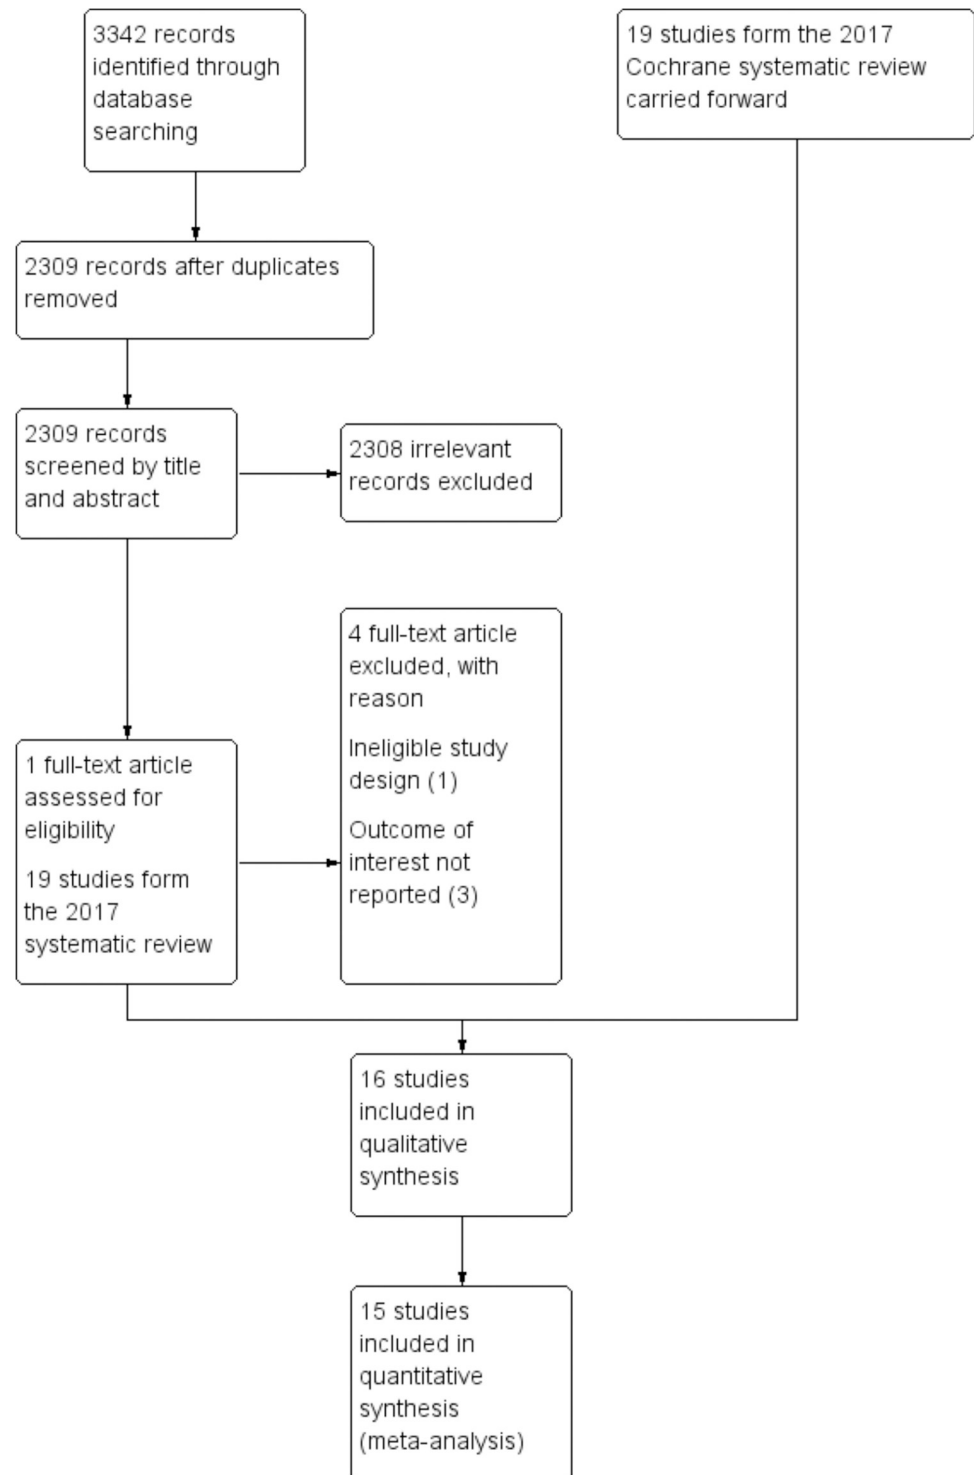 3342 records
identified through
database
searching
19 studies form the 2017
Cochrane systematic review
carried forward
2309 records after duplicates
removed
2309 records
screened by title
and abstract
2308 irrelevant
records excluded
4 full-text article
excluded, with
reason
Ineligible study
design (1)
Outcome of
interest not
reported (3)
1 full-text article
assessed for
eligibility
19 studies form
the 2017
systematic review
16 studies
included in
qualitative
synthesis
15 studies
included in
quantitative
synthesis
(meta-analysis)